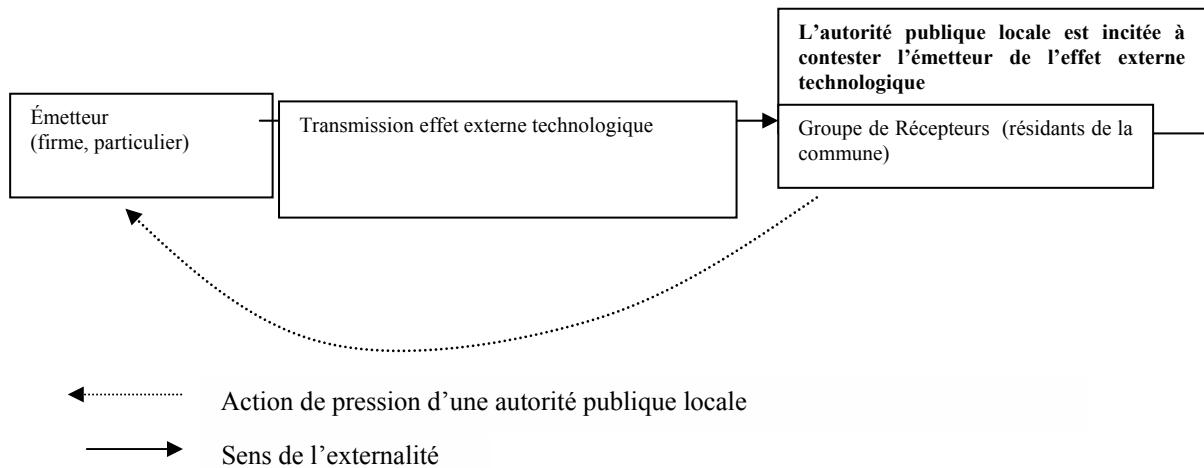 L’autorité publique locale est incitée à
contester l’émetteur de l’effet externe
technologique
Émetteur
(firme, particulier)
Transmission effet externe technologique
Groupe de Récepteurs (résidants de la
commune)
Action de pression d’une autorité publique locale
Sens de l’externalité